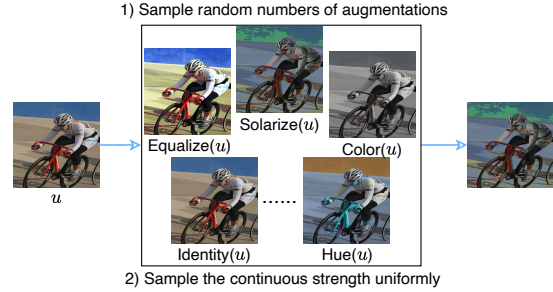 1) Sample random numbers of augmentations
Equalize(u)
Solarize(u)
Color(u)
u
Identity(u)
......
Hue(u)
2) Sample the continuous strength uniformly